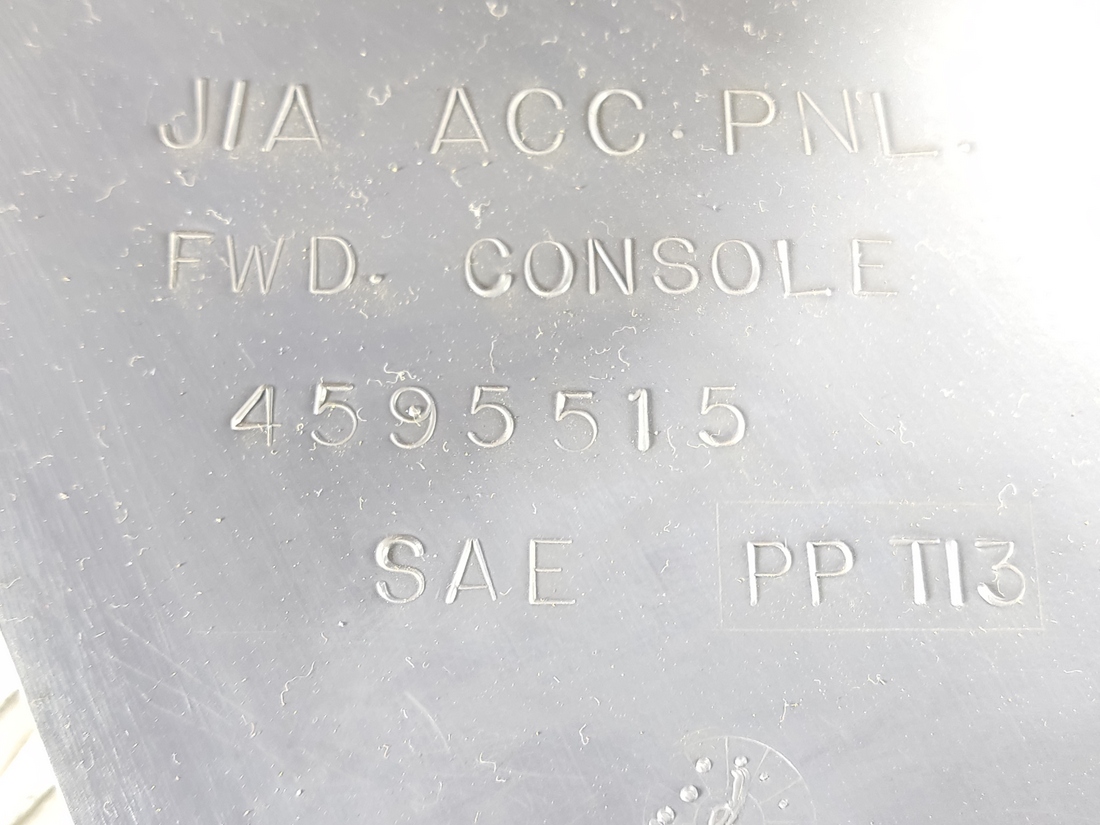 JIA ACC. PNL.
FWD. CONSOLE
4595515
SAE PP T13